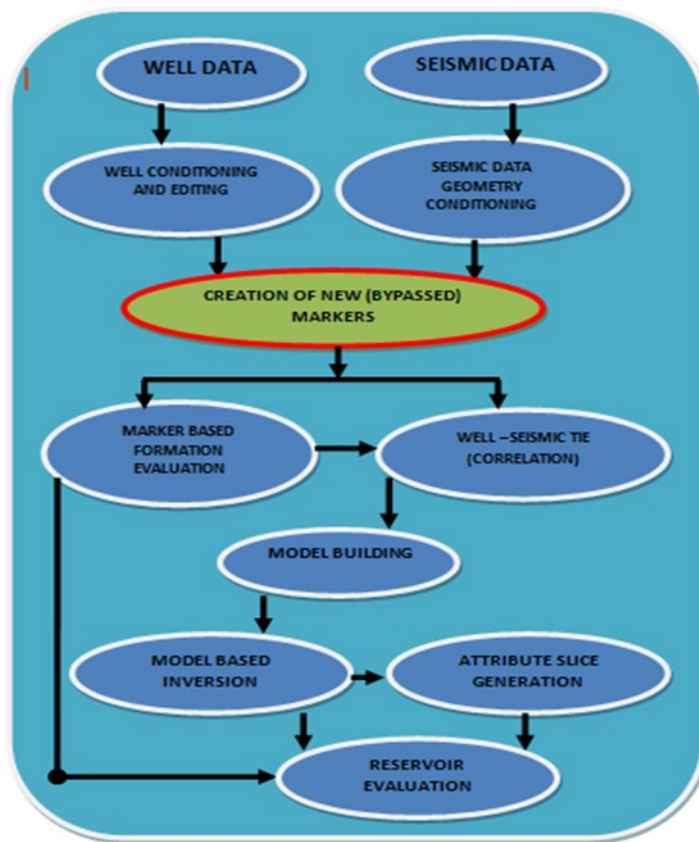 WELL DATA
SEISMIC DATA
WELL CONDITIONING
AND EDITING
SEISMIC DATA
GEOMETRY
CONDITIONING
CREATION OF NEW (BYPASSED)
MARKERS
MARKER BASED
FORMATION
EVALUATION
WELL –SEISMIC TIE
(CORRELATION)
MODEL BUILDING
MODEL BASED
INVERSION
ATTRIBUTE SLICE
GENERATION
RESERVOIR
EVALUATION